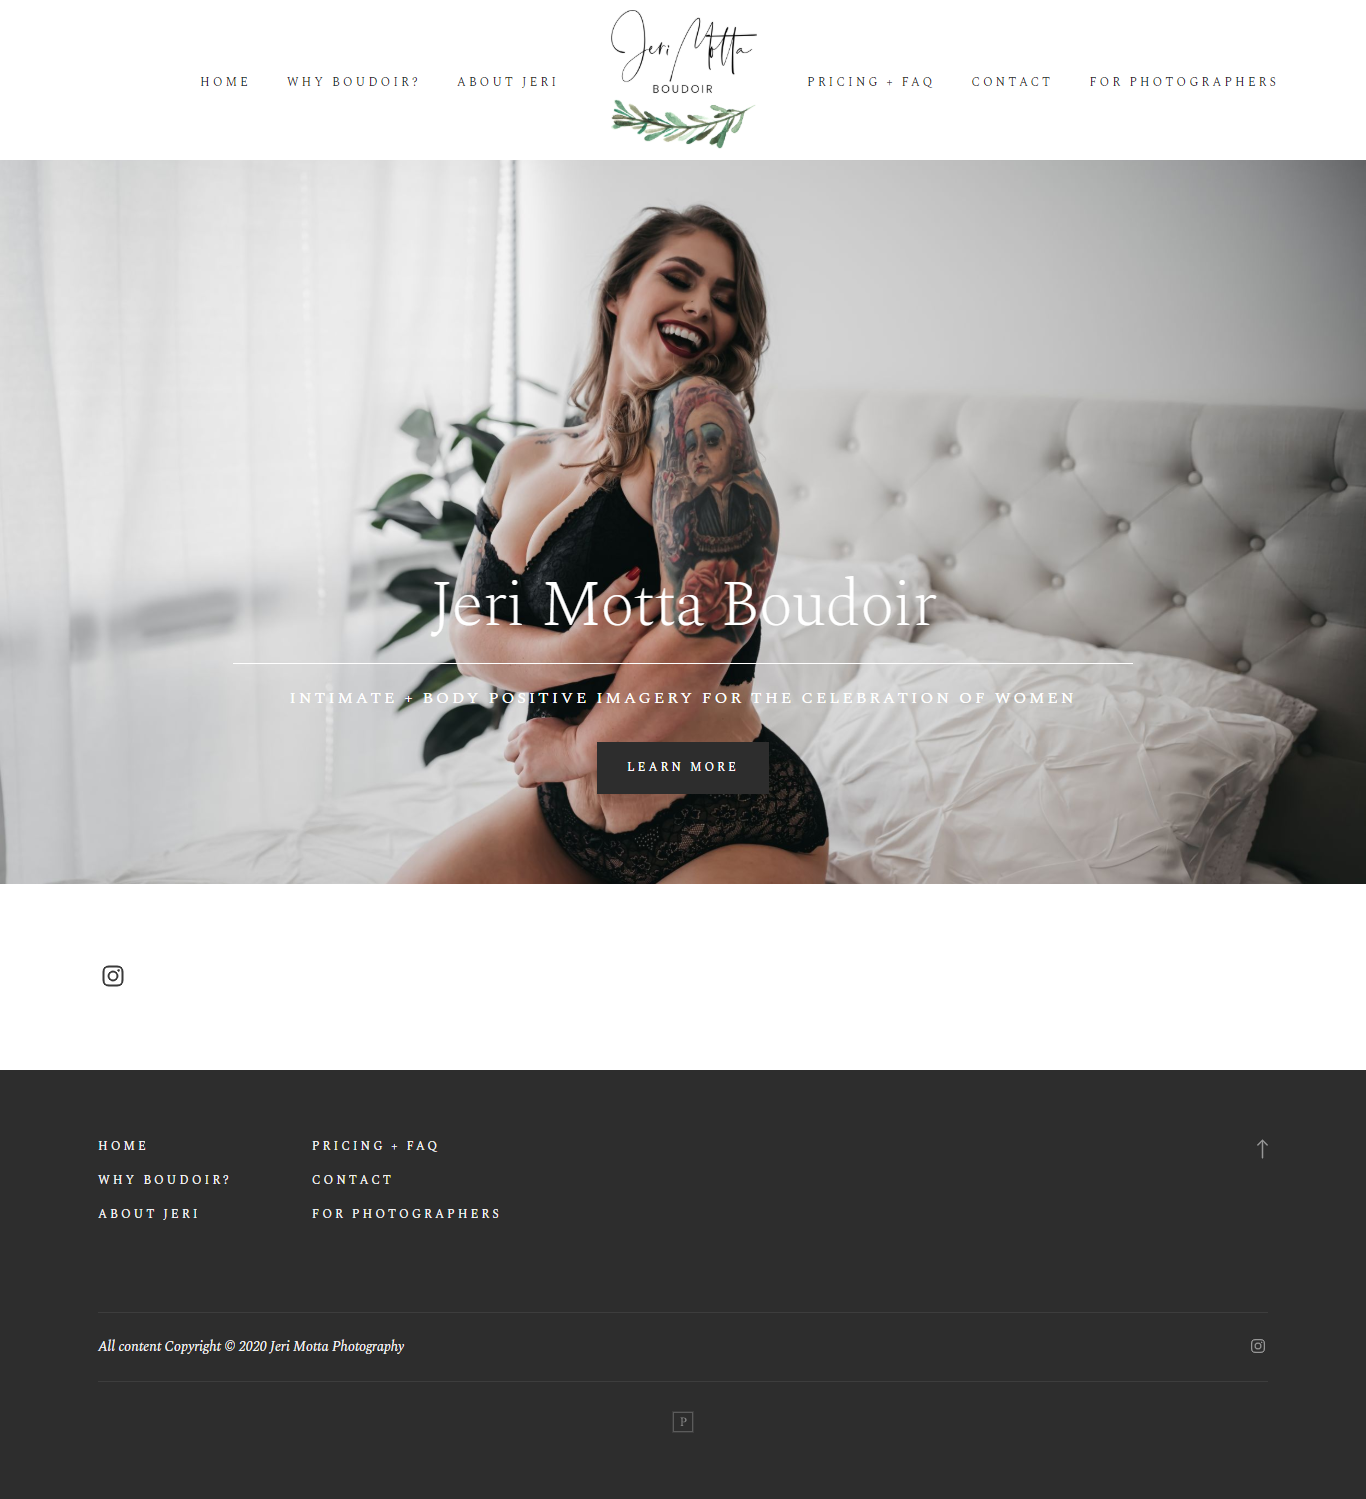 HOME
WHY BOUDOIR?
ABOUT JERI
Jeri Motta
BOUDOIR
PRICING + FAQ
CONTACT
FOR PHOTOGRAPHERS
Jeri Motta Boudoir
INTIMATE + BODY POSITIVE IMAGERY FOR THE CELEBRATION OF WOMEN
LEARN MORE
HOME
WHY BOUDOIR?
ABOUT JERI
PRICING + FAQ
CONTACT
FOR PHOTOGRAPHERS
All content Copyright © 2020 Jeri Motta Photography
P